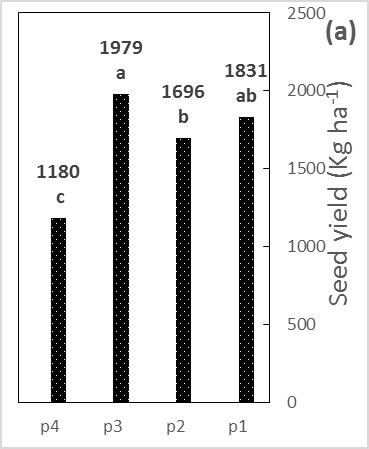 (a)
1979
a
1831
ab
1696
b
1180
c
Seed yield (Kg ha-1)
2500
2000
1500
1000
500
0
p4 p3 p2 p1